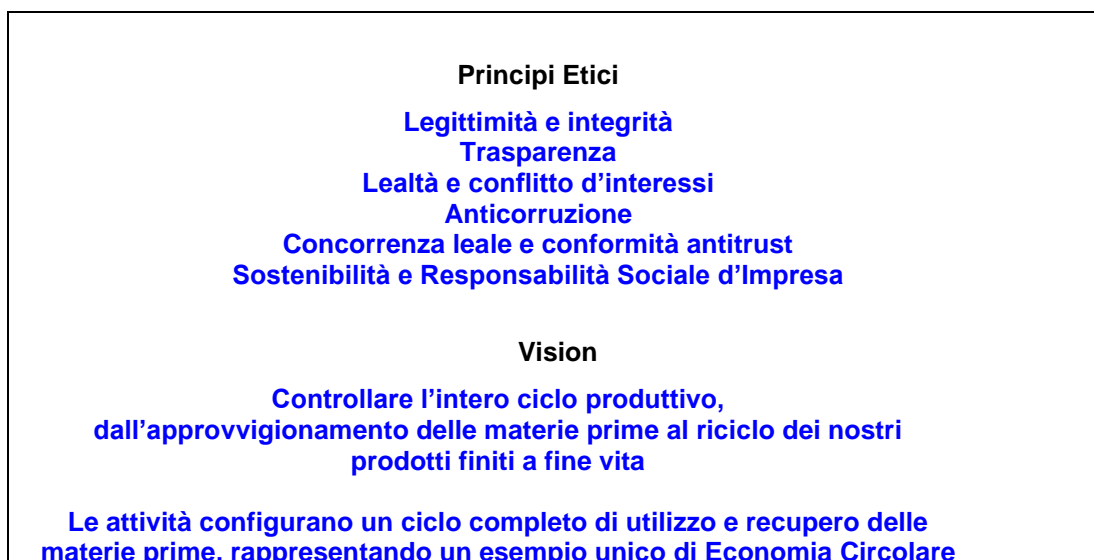 Principi Etici
Legittimità e integrità
Trasparenza
Lealtà e conflitto d’interessi
Anticorruzione
Concorrenza leale e conformità antitrust
Sostenibilità e Responsabilità Sociale d’Impresa
Vision
Controllare l’intero ciclo produttivo,
dall’approvvigionamento delle materie prime al riciclo dei nostri
prodotti finiti a fine vita
Le attività configurano un ciclo completo di utilizzo e recupero delle
materie prime, rappresentando un esempio unico di Economia Circolare